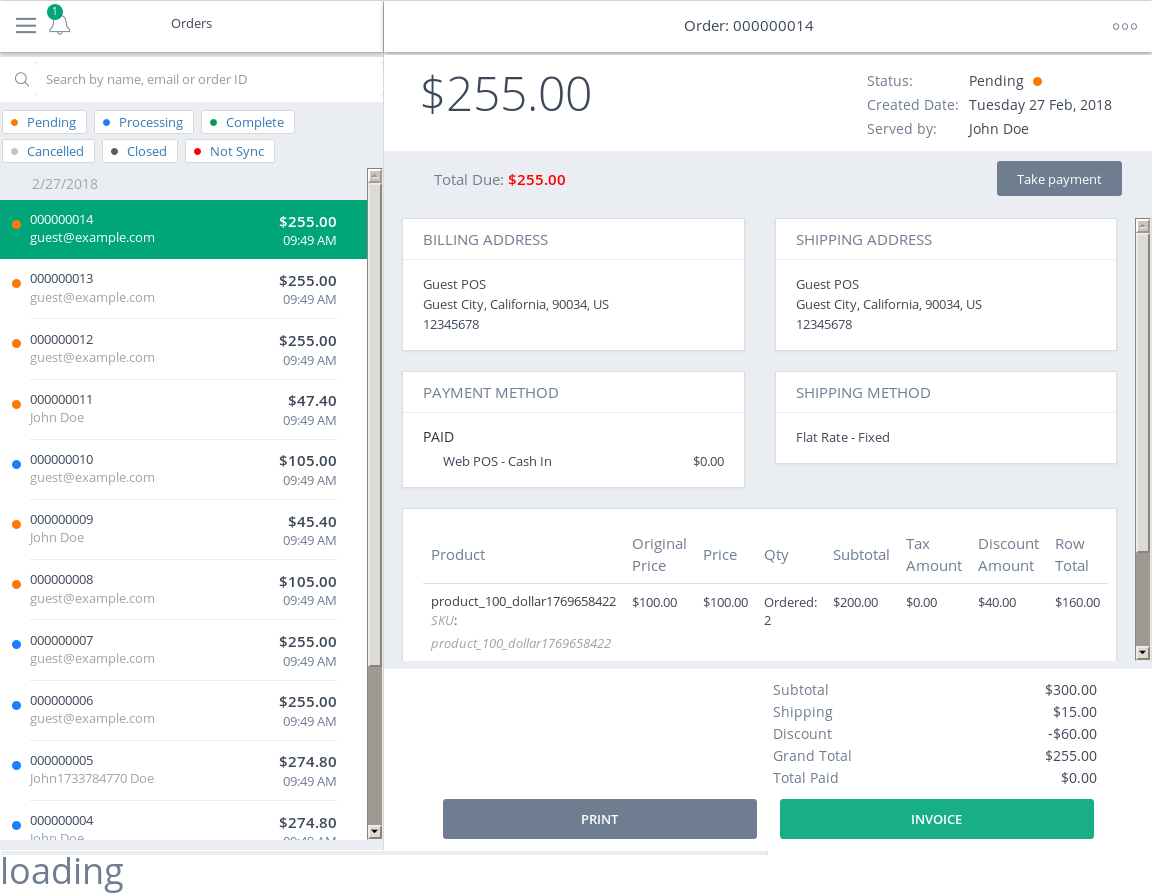 1
Orders
Order: 000000014
Search by name, email or order ID
Pending
Processing
Complete
Cancelled
Closed
Not Sync
2/27/2018
000000014 $255.00
guest@example.com 09:49 AM
000000013 $255.00
guest@example.com 09:49 AM
000000012 $255.00
guest@example.com 09:49 AM
000000011 $47.40
John Doe 09:49 AM
000000010 $105.00
guest@example.com 09:49 AM
000000009 $45.40
John Doe 09:49 AM
000000008 $105.00
guest@example.com 09:49 AM
000000007 $255.00
guest@example.com 09:49 AM
000000006 $255.00
guest@example.com 09:49 AM
000000005 $274.80
John1733784770 Doe 09:49 AM
000000004 $274.80
John Doe 09:49 AM
$255.00
Status: Pending
Created Date: Tuesday 27 Feb, 2018
Served by: John Doe
Total Due: $255.00
Take payment
BILLING ADDRESS
Guest POS
Guest City, California, 90034, US
12345678
SHIPPING ADDRESS
Guest POS
Guest City, California, 90034, US
12345678
PAYMENT METHOD
PAID
Web POS - Cash In $0.00
SHIPPING METHOD
Flat Rate - Fixed
Product Original Price Price Qty Subtotal Tax Amount Discount Amount Row Total
product_100_dollar1769658422 $100.00 $100.00 Ordered: 2 $200.00 $0.00 $40.00 $160.00
SKU:
product_100_dollar1769658422
Subtotal $300.00
Shipping $15.00
Discount -$60.00
Grand Total $255.00
Total Paid $0.00
PRINT
INVOICE
loading